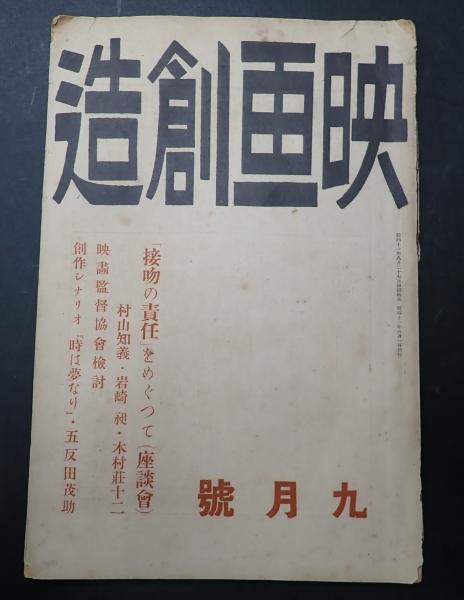 映画創造
「接吻の責任」をめぐつて（座談會）
村山知義・岩崎昶・木村莊十二
映畵監督協會檢討
創作シナリオ『時は夢なり』・五反田茂助
九月號